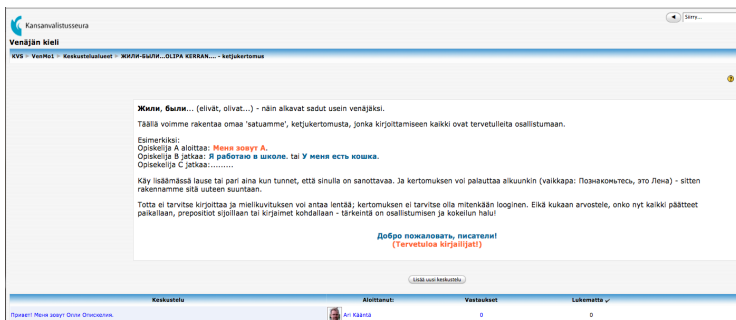 Kansanvalistusseura
Siirry...
Venäjän kieli
KVS ► VenMo1 ► Keskustelualueet ► ЖИЛИ-БЫЛИ...OLIPA KERRAN.... - ketjukertomus
Жили, были... (elivät, olivat...) - näin alkavat sadut usein venäjäksi.
Täällä voimme rakentaa omaa 'satuamme', ketjukertomusta, jonka kirjoittamiseen kaikki ovat tervetulleita osallistumaan.
Esimerkiksi:
Opiskelija A aloittaa: Меня зовут А.
Opiskelija B jatkaa: Я работаю в школе. tai У меня есть кошка.
Opisekelija C jatkaa:.........
Käy lisäämässä lause tai pari aina kun tunnet, että sinulla on sanottavaa. Ja kertomuksen voi palauttaa alkuunkin (vaikkapa: Познакомьтесь, это Лена) - sitten
rakennamme sitä uuteen suuntaan.
Totta ei tarvitse kirjoittaa ja mielikuvituksen voi antaa lentää; kertomuksen ei tarvitse olla mitenkään looginen. Eikä kukaan arvostele, onko nyt kaikki päätteet
paikallaan, prepositiot sijoillaan tai kirjaimet kohdallaan - tärkeintä on osallistumisen ja kokeilun halu!
Добро пожаловать, писатели!
(Tervetuloa kirjailijat!)
Lisää uusi keskustelu
Keskustelu Aloittanut: Vastaukset Lukematta ✓
Привет! Меня зовут Олли Опискелия. Ari Kääntä 0 0